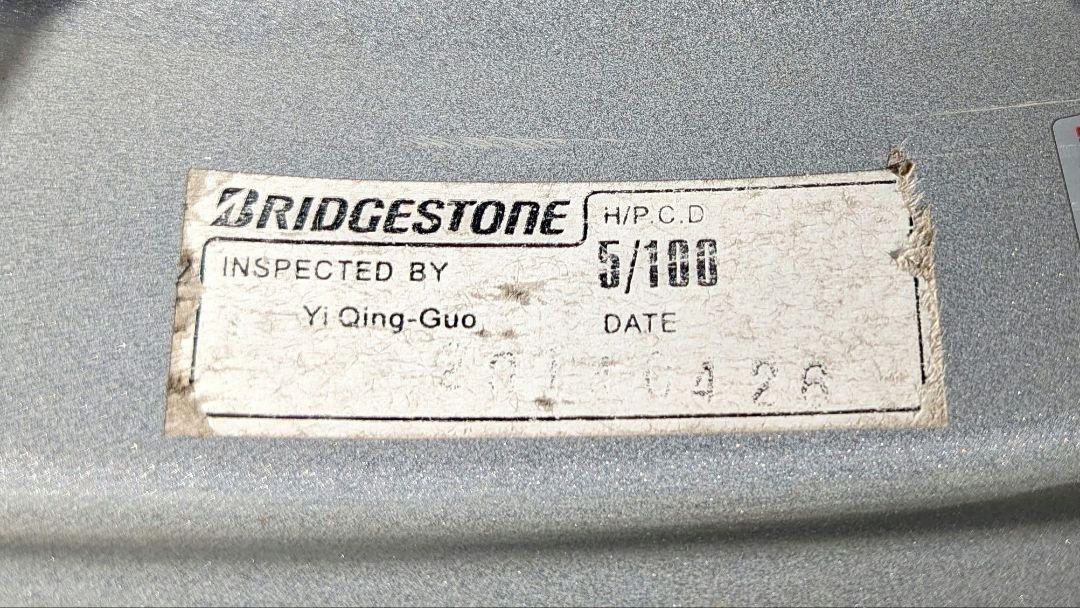 BRIDGESTONE
H/P.C.D
5/100
INSPECTED BY
Yi Qing-Guo
DATE